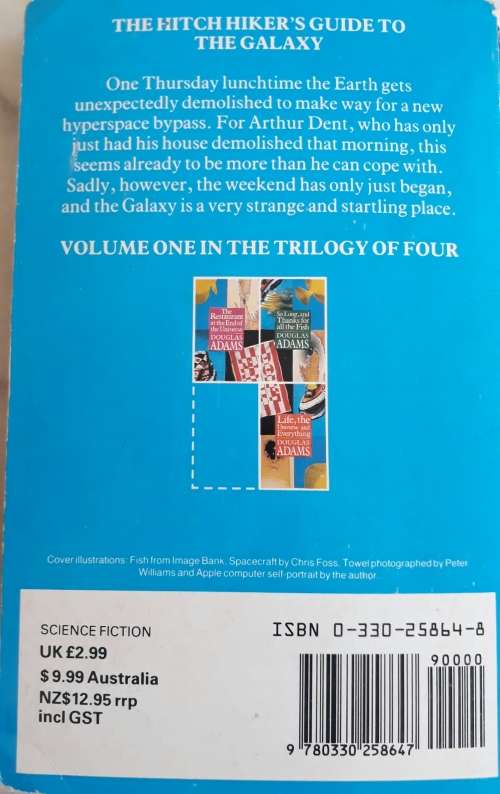 THE HITCH HIKER'S GUIDE TO
THE GALAXY
One Thursday lunchtime the Earth gets
unexpectedly demolished to make way for a new
hyperspace bypass. For Arthur Dent, who has only
just had his house demolished that morning, this
seems already to be more than he can cope with.
Sadly, however, the weekend has only just began,
and the Galaxy is a very strange and startling place.
VOLUME ONE IN THE TRILOGY OF FOUR
The
Restaurant
at the End of
the Universe
DOUGLAS
ADAMS
So Long, and
Thanks for
all the Fish
DOUGLAS
ADAMS
Life, the
Universe and
Everything
DOUGLAS
ADAMS
Cover illustrations: Fish from Image Bank. Spacecraft by Chris Foss. Towel photographed by Peter
Williams and Apple computer self-portrait by the author.
SCIENCE FICTION
UK £2.99
$9.99 Australia
NZ$12.95 rrp
incl GST
ISBN 0-330-25864-8
90000
9 780330 258647